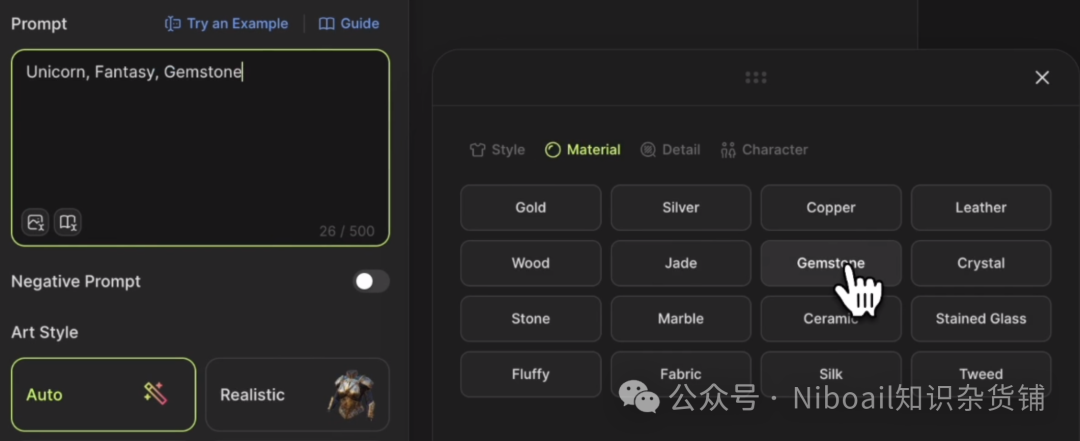 Prompt
Try an Example
Guide
Unicorn, Fantasy, Gemstone
26 / 500
Negative Prompt
Art Style
Auto
Realistic
Style
Material
Detail
Character
Gold
Silver
Copper
Leather
Wood
Jade
Gemstone
Crystal
Stone
Marble
Ceramic
Stained Glass
Fluffy
Fabric
Silk
Tweed
公众号 · Niboail知识杂货铺